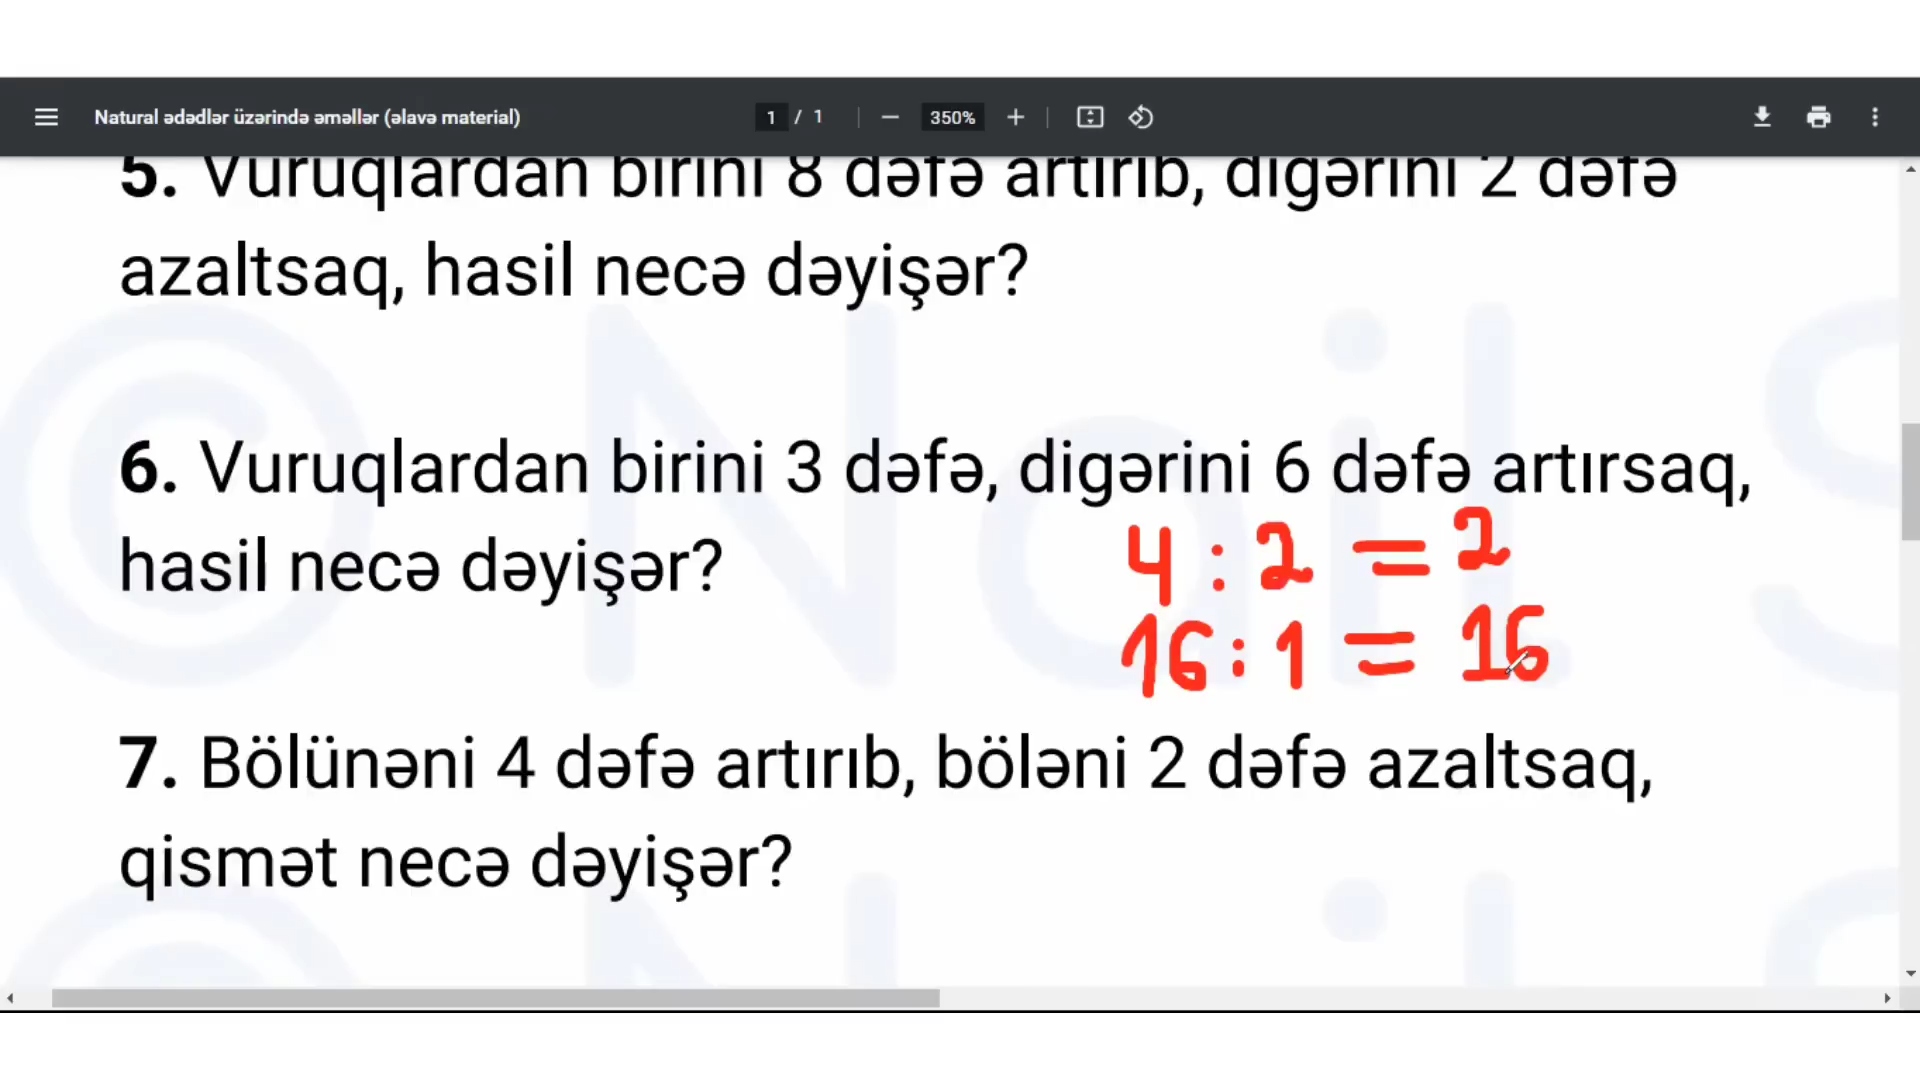 Natural ədədlər üzərində əməllər (əlavə material)
1 / 1
350%
5. Vuruqlardan birini 8 dəfə artırıb, digərini 2 dəfə
azaltsaq, hasil necə dəyişər?
6. Vuruqlardan birini 3 dəfə, digərini 6 dəfə artırsaq,
hasil necə dəyişər?
4 : 2 = 2
16 : 1 = 16
7. Bölünəni 4 dəfə artırıb, böləni 2 dəfə azaltsaq,
qismət necə dəyişər?
© Nail S
© Nail S